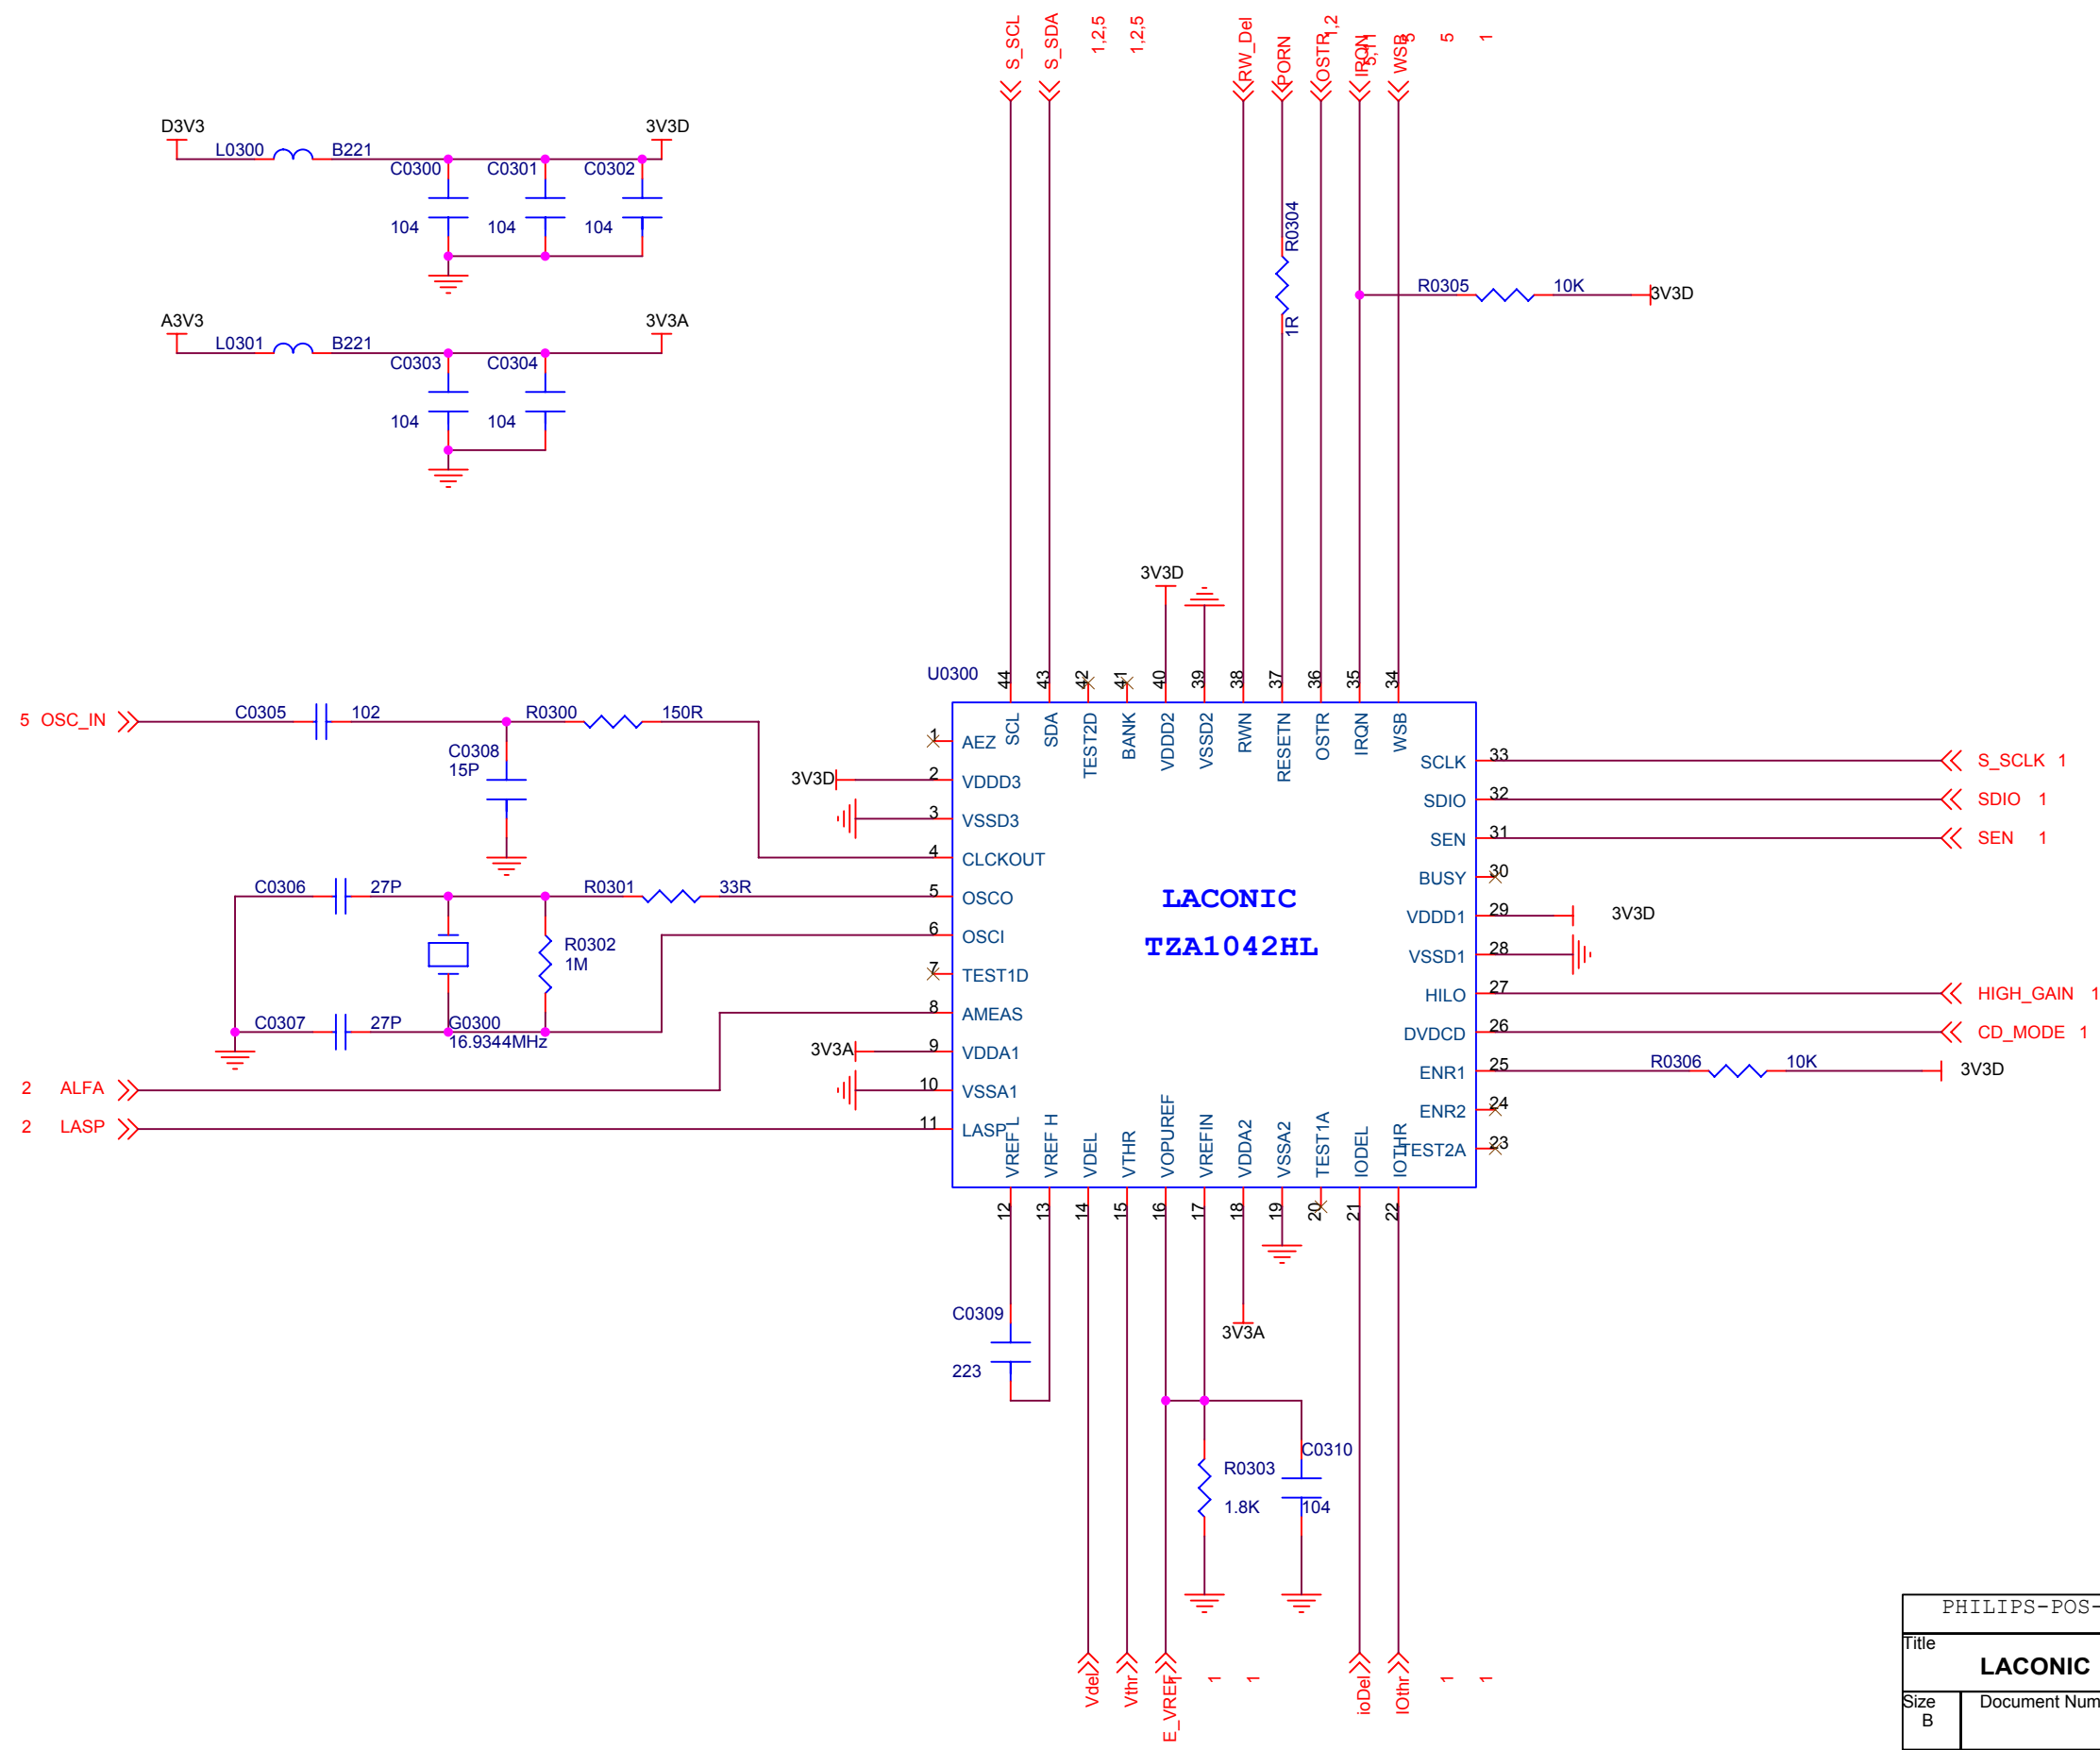 S_SCL
S_SDA
1,2,5
1,2,5
RW_Del
PORN
OSTR
1,2
IRQN
5,11
WSB
5
5
1
D3V3
L0300
B221
3V3D
C0300
C0301
C0302
104
104
104
A3V3
L0301
B221
3V3A
C0303
C0304
104
104
R0304
1R
R0305
10K
3V3D
3V3D
U0300
44
43
42
41
40
39
38
37
36
35
34
SCL
SDA
TEST2D
BANK
VDDD2
VSSD2
RWN
RESETN
OSTR
IRQN
WSB
5 OSC_IN
C0305
102
R0300
150R
C0308
15P
1 AEZ
3V3D
2 VDDD3
3 VSSD3
4 CLCKOUT
C0306
27P
R0301
33R
5 OSCO
6 OSCI
R0302
1M
7 TEST1D
8 AMEAS
C0307
27P
G0300
16.9344MHz
3V3A
9 VDDA1
2 ALFA
10 VSSA1
2 LASP
11 LASP
LACONIC
TZA1042HL
SCLK 33 S_SCLK 1
SDIO 32 SDIO 1
SEN 31 SEN 1
BUSY 30
VDDD1 29 3V3D
VSSD1 28
HILO 27 HIGH_GAIN 1
DVDCD 26 CD_MODE 1
ENR1 25 R0306 10K 3V3D
ENR2 24
TEST2A 23
VREF L
VREF H
VDEL
VTHR
VOPUREF
VREFIN
VDDA2
VSSA2
TEST1A
IODEL
IOTHR
12
13
14
15
16
17
18
19
20
21
22
C0309
223
3V3A
R0303
1.8K
C0310
104
Vdel
Vthr
E_VREF
1
1
1
ioDel
IOthr
1
1
PHILIPS-POS-
Title
LACONIC
Size
B
Document Num